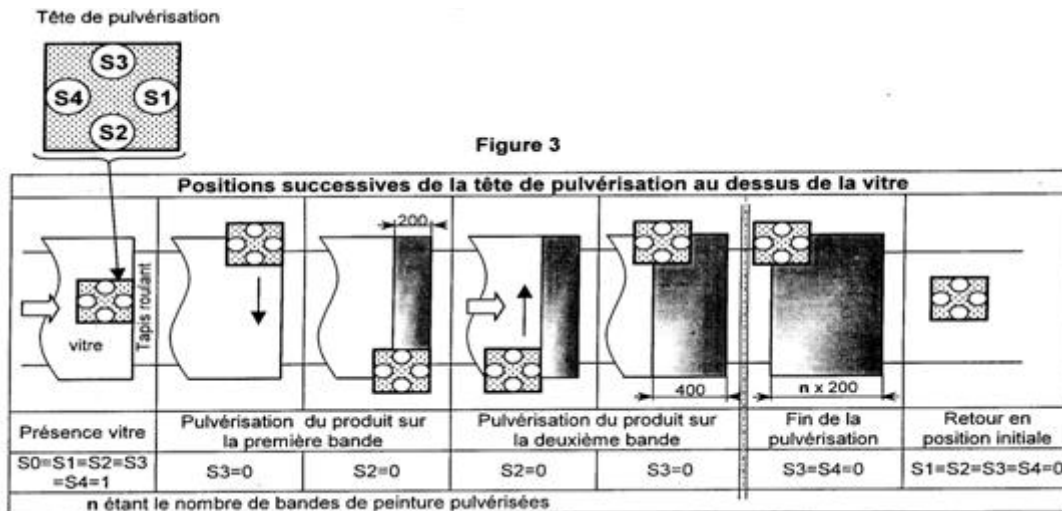 Tête de pulvérisation
S3
S4 S1
S2
Figure 3
Positions successives de la tête de pulvérisation au dessus de la vitre
200
vitre
Tapis roulant
400
n x 200
Présence vitre
Pulvérisation du produit sur
la première bande
Pulvérisation du produit sur
la deuxième bande
Fin de la
pulvérisation
Retour en
position initiale
S0=S1=S2=S3
=S4=1
S3=0
S2=0
S2=0
S3=0
S3=S4=0
S1=S2=S3=S4=0
n étant le nombre de bandes de peinture pulvérisées